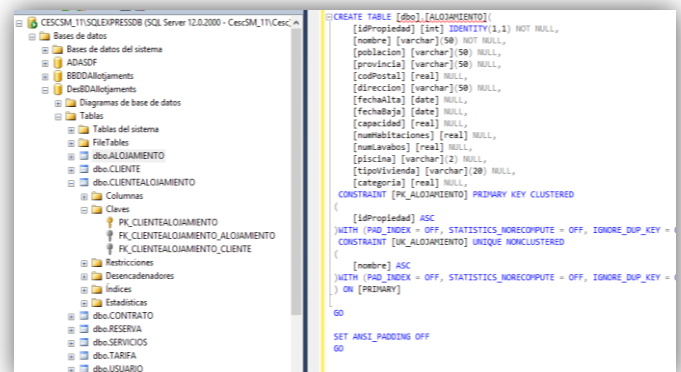 CESCSM_11\SQLEXPRESSDB (SQL Server 12.0.2000 - CescSM_11\Cesc
Bases de datos
Bases de datos del sistema
ADASDF
BBDDAllotjaments
DesBDAllotjaments
Diagramas de base de datos
Tablas
Tablas del sistema
FileTables
dbo.ALOJAMIENTO
dbo.CLIENTE
dbo.CLIENTEALOJAMIENTO
Columnas
Claves
PK_CLIENTEALOJAMIENTO
FK_CLIENTEALOJAMIENTO_ALOJAMIENTO
FK_CLIENTEALOJAMIENTO_CLIENTE
Restricciones
Desencadenadores
Índices
Estadísticas
dbo.CONTRATO
dbo.RESERVA
dbo.SERVICIOS
dbo.TARIFA
dbo.USUARIO
CREATE TABLE [dbo].[ALOJAMIENTO](
[idPropiedad] [int] IDENTITY(1,1) NOT NULL,
[nombre] [varchar](50) NOT NULL,
[poblacion] [varchar](50) NULL,
[provincia] [varchar](50) NULL,
[codPostal] [real] NULL,
[direccion] [varchar](50) NULL,
[fechaAlta] [date] NULL,
[fechaBaja] [date] NULL,
[capacidad] [real] NULL,
[numHabitaciones] [real] NULL,
[numLavabos] [real] NULL,
[piscina] [varchar](2) NULL,
[tipoVivienda] [varchar](20) NULL,
[categoria] [real] NULL,
CONSTRAINT [PK_ALOJAMIENTO] PRIMARY KEY CLUSTERED
(
[idPropiedad] ASC
)WITH (PAD_INDEX = OFF, STATISTICS_NORECOMPUTE = OFF, IGNORE_DUP_KEY =
CONSTRAINT [UK_ALOJAMIENTO] UNIQUE NONCLUSTERED
(
[nombre] ASC
)WITH (PAD_INDEX = OFF, STATISTICS_NORECOMPUTE = OFF, IGNORE_DUP_KEY =
) ON [PRIMARY]
GO
SET ANSI_PADDING OFF
GO